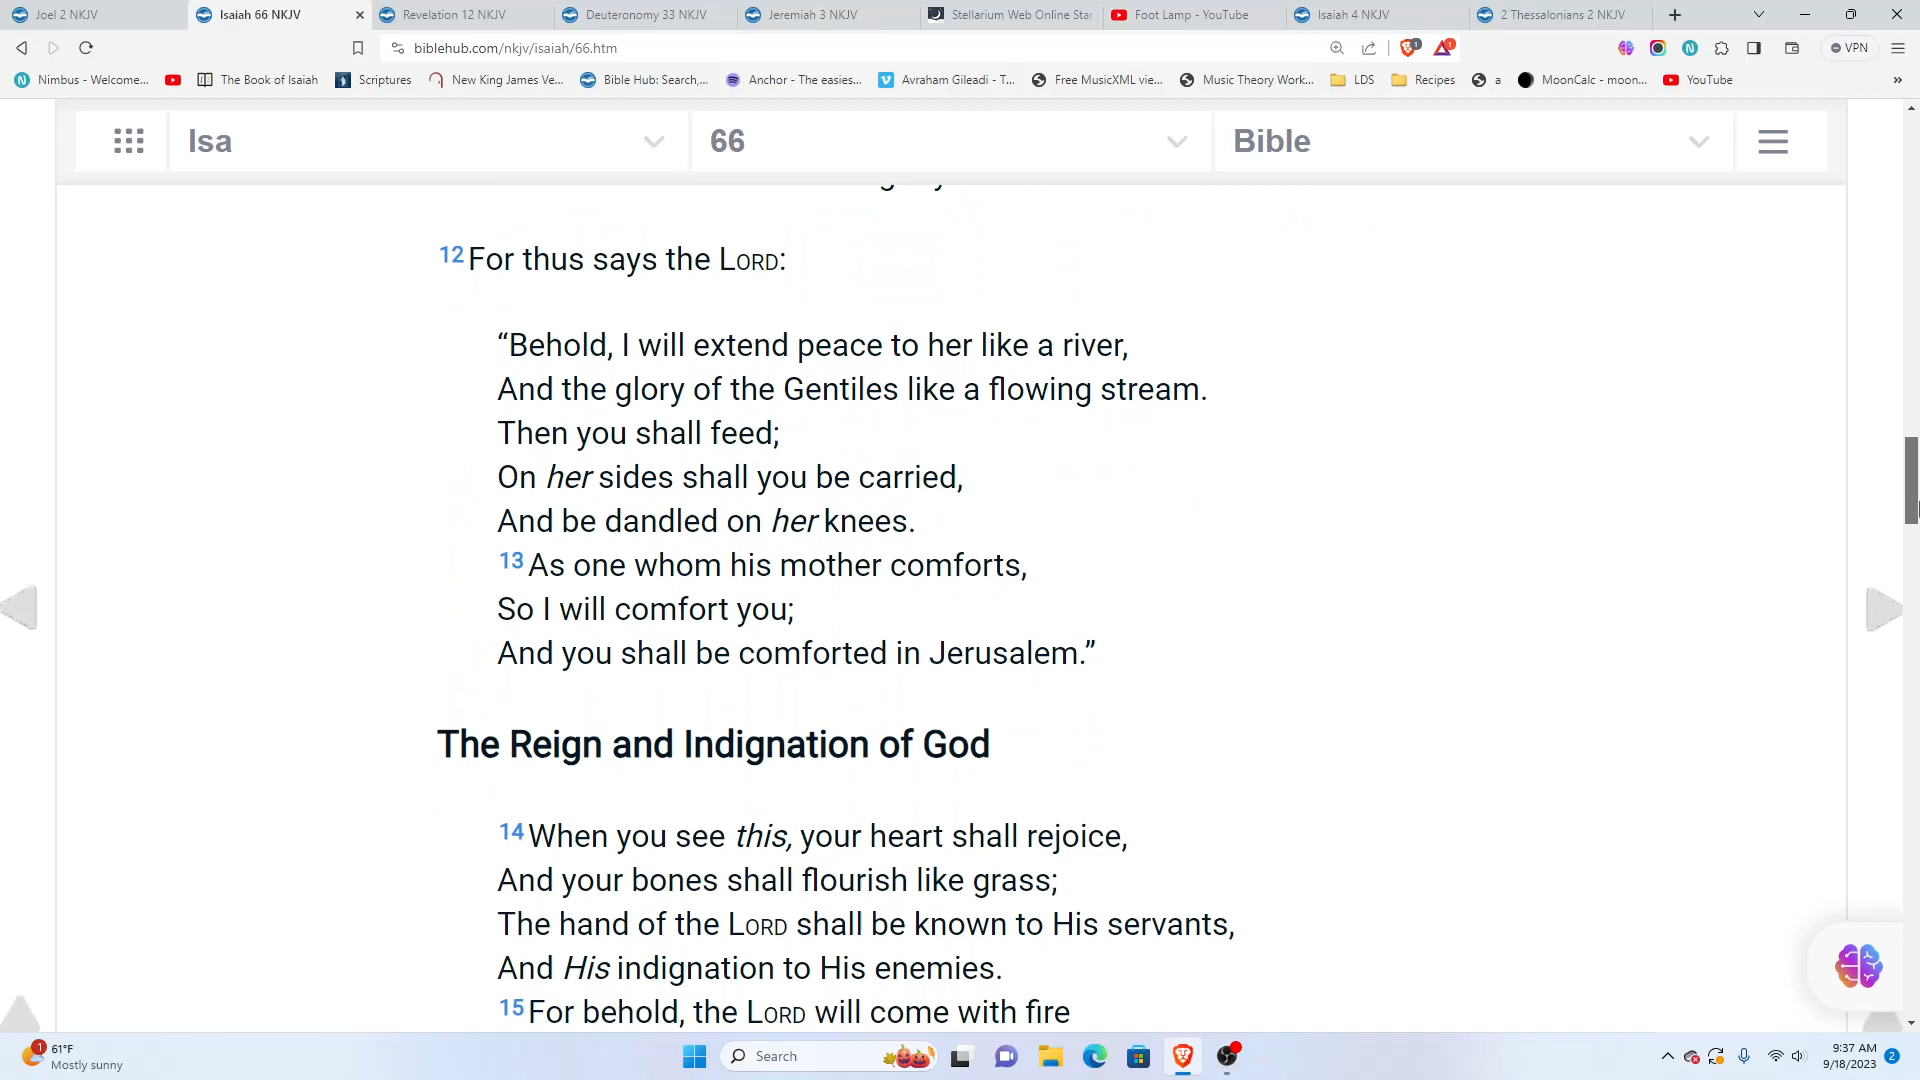 Joel 2 NKJV
Isaiah 66 NKJV
Revelation 12 NKJV
Deuteronomy 33 NKJV
Jeremiah 3 NKJV
Stellarium Web Online Star
Foot Lamp - YouTube
Isaiah 4 NKJV
2 Thessalonians 2 NKJV
biblehub.com/nkjv/isaiah/66.htm
1
1
VPN
Nimbus - Welcome...
The Book of Isaiah
Scriptures
New King James Ve...
Bible Hub: Search,...
Anchor - The easies...
Avraham Gileadi - T...
Free MusicXML vie...
Music Theory Work...
LDS
Recipes
a
MoonCalc - moon...
YouTube
»
Isa
66
Bible
12 For thus says the LORD:
“Behold, I will extend peace to her like a river,
And the glory of the Gentiles like a flowing stream.
Then you shall feed;
On her sides shall you be carried,
And be dandled on her knees.
13 As one whom his mother comforts,
So I will comfort you;
And you shall be comforted in Jerusalem.”
The Reign and Indignation of God
14 When you see this, your heart shall rejoice,
And your bones shall flourish like grass;
The hand of the LORD shall be known to His servants,
And His indignation to His enemies.
15 For behold, the LORD will come with fire
1
61°F
Mostly sunny
Search
9:37 AM
9/18/2023
2